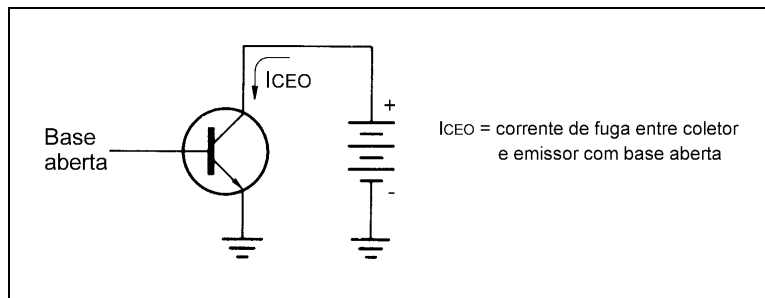 ICEO
+
Base
aberta
-
ICEO = corrente de fuga entre coletor
e emissor com base aberta